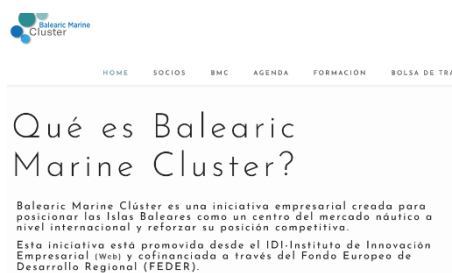 Balearic Marine
Cluster
HOME SOCIOS BMC AGENDA FORMACIÓN BOLSA DE TRA
Qué es Balearic
Marine Cluster?
Balearic Marine Clúster es una iniciativa empresarial creada para
posicionar las Islas Baleares como un centro del mercado náutico a
nivel internacional y reforzar su posición competitiva.
Esta iniciativa está promovida desde el IDI-Instituto de Innovación
Empresarial (Web) y cofinanciada a través del Fondo Europeo de
Desarrollo Regional (FEDER).